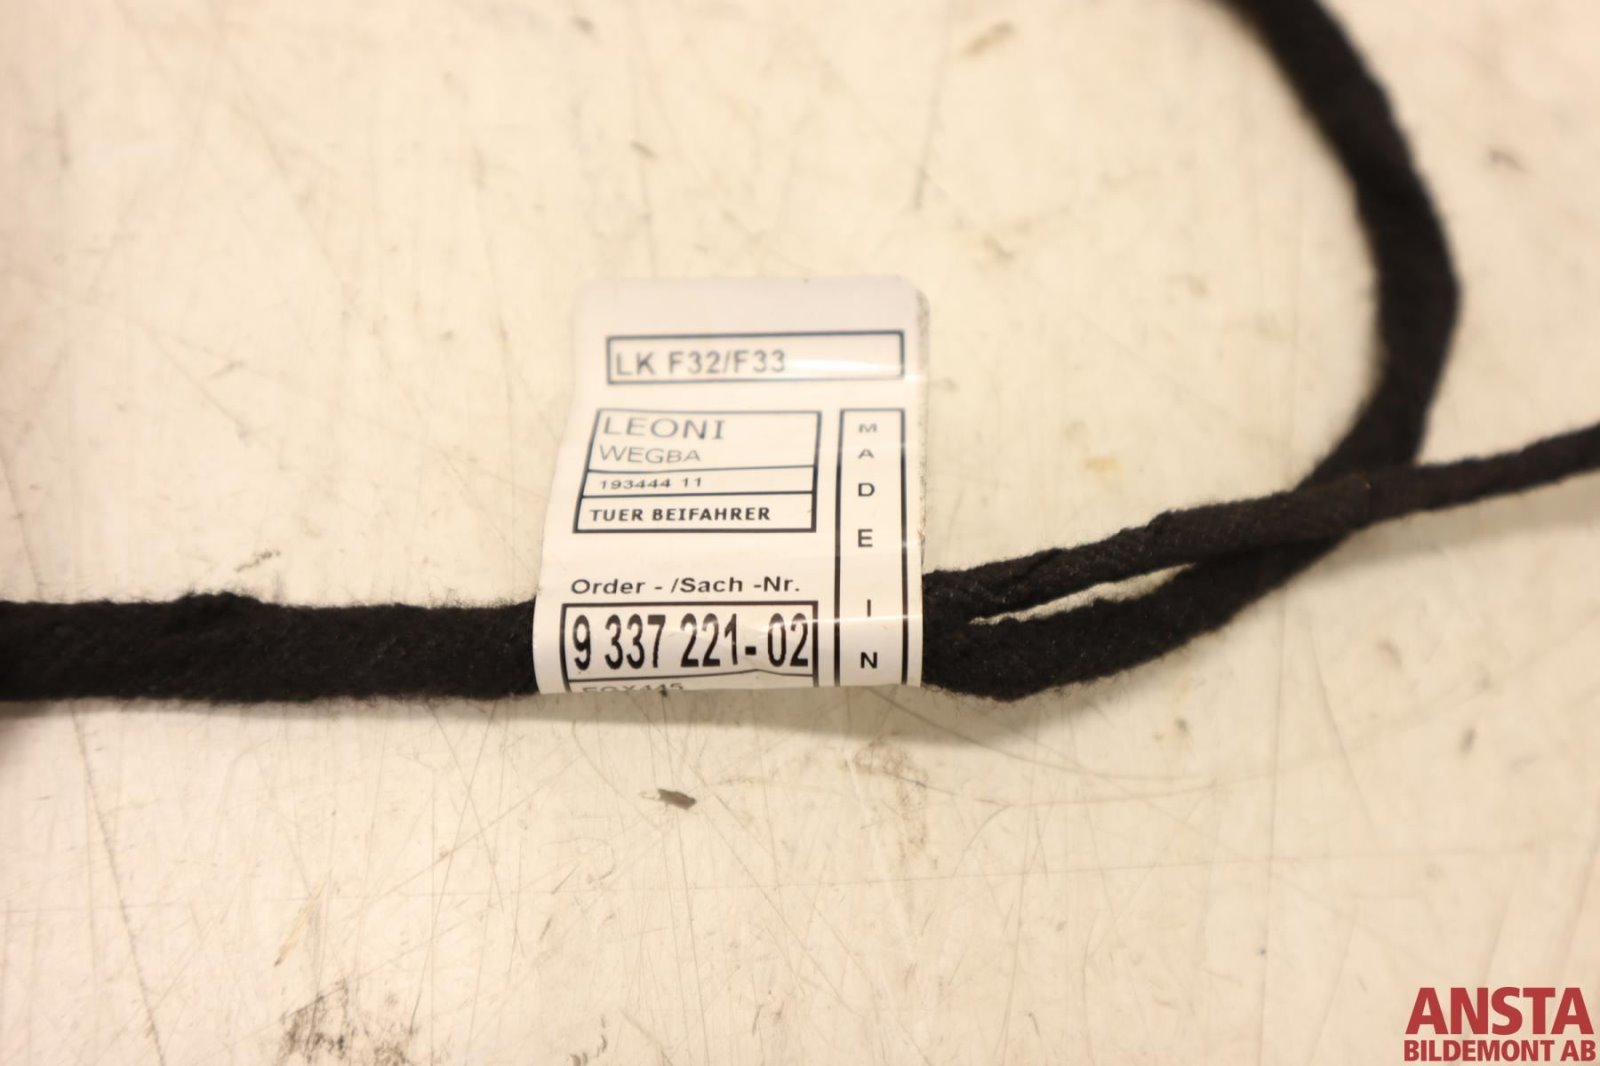 LK F32/F33
LEONI
WEGBA
193444 11
TUER BEIFAHRER
MADE IN
Order - /Sach -Nr.
9 337 221-02
ANSTA
BILDEMONT AB